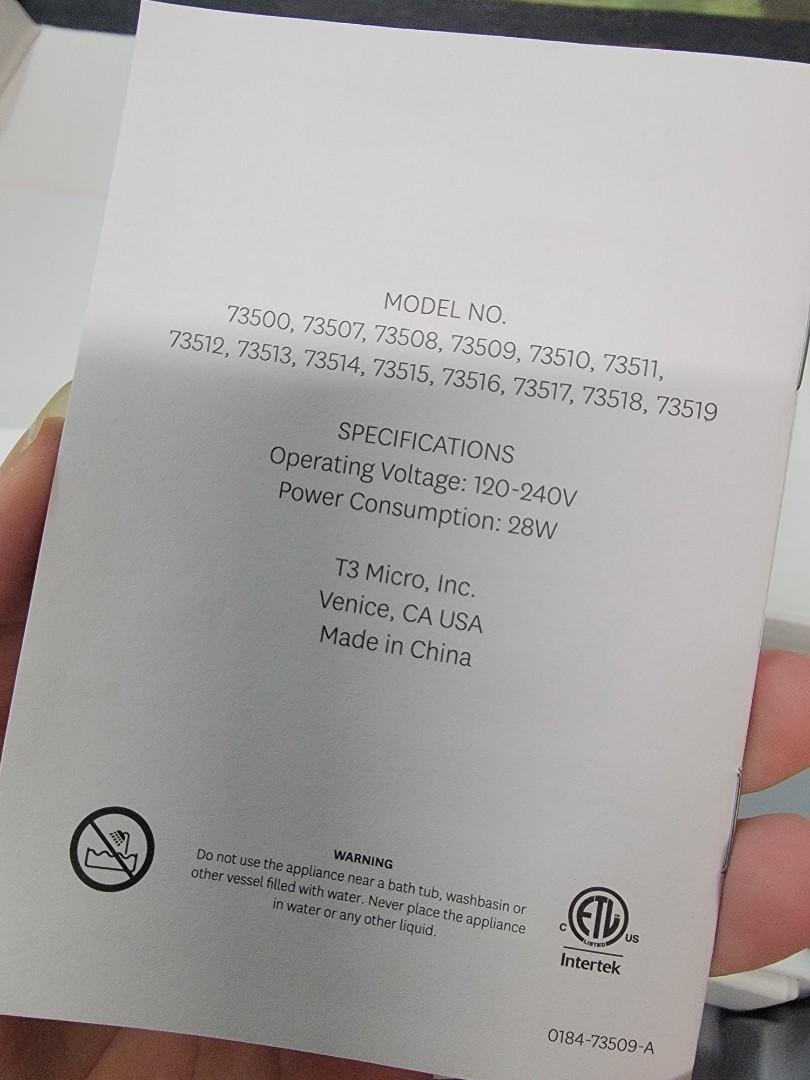 MODEL NO.
73500, 73507, 73508, 73509, 73510, 73511,
73512, 73513, 73514, 73515, 73516, 73517, 73518, 73519
SPECIFICATIONS
Operating Voltage: 120-240V
Power Consumption: 28W
T3 Micro, Inc.
Venice, CA USA
Made in China
WARNING
Do not use the appliance near a bath tub, washbasin or
other vessel filled with water. Never place the appliance
in water or any other liquid.
C ETL US
LISTED
Intertek
0184-73509-A